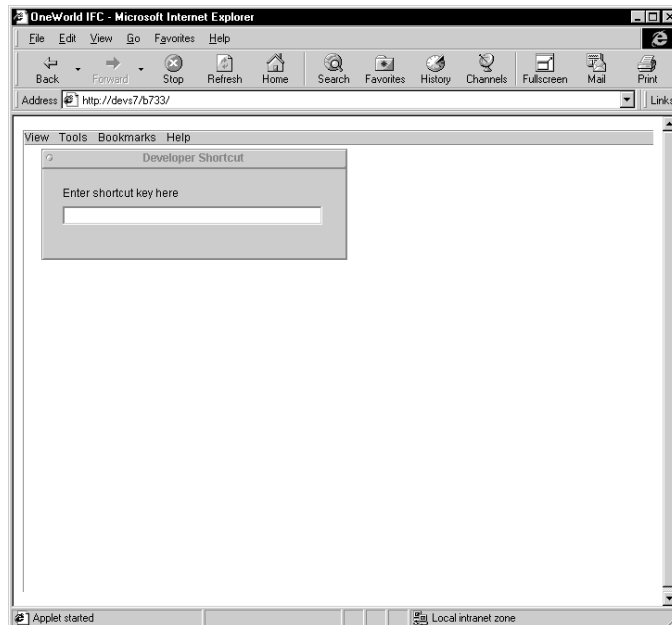 OneWorld IFC - Microsoft Internet Explorer
File Edit View Go Favorites Help
Back Forward Stop Refresh Home Search Favorites History Channels Fullscreen Mail Print
Address http://devs7/b733/ Links
View Tools Bookmarks Help
Developer Shortcut
Enter shortcut key here
Applet started Local intranet zone